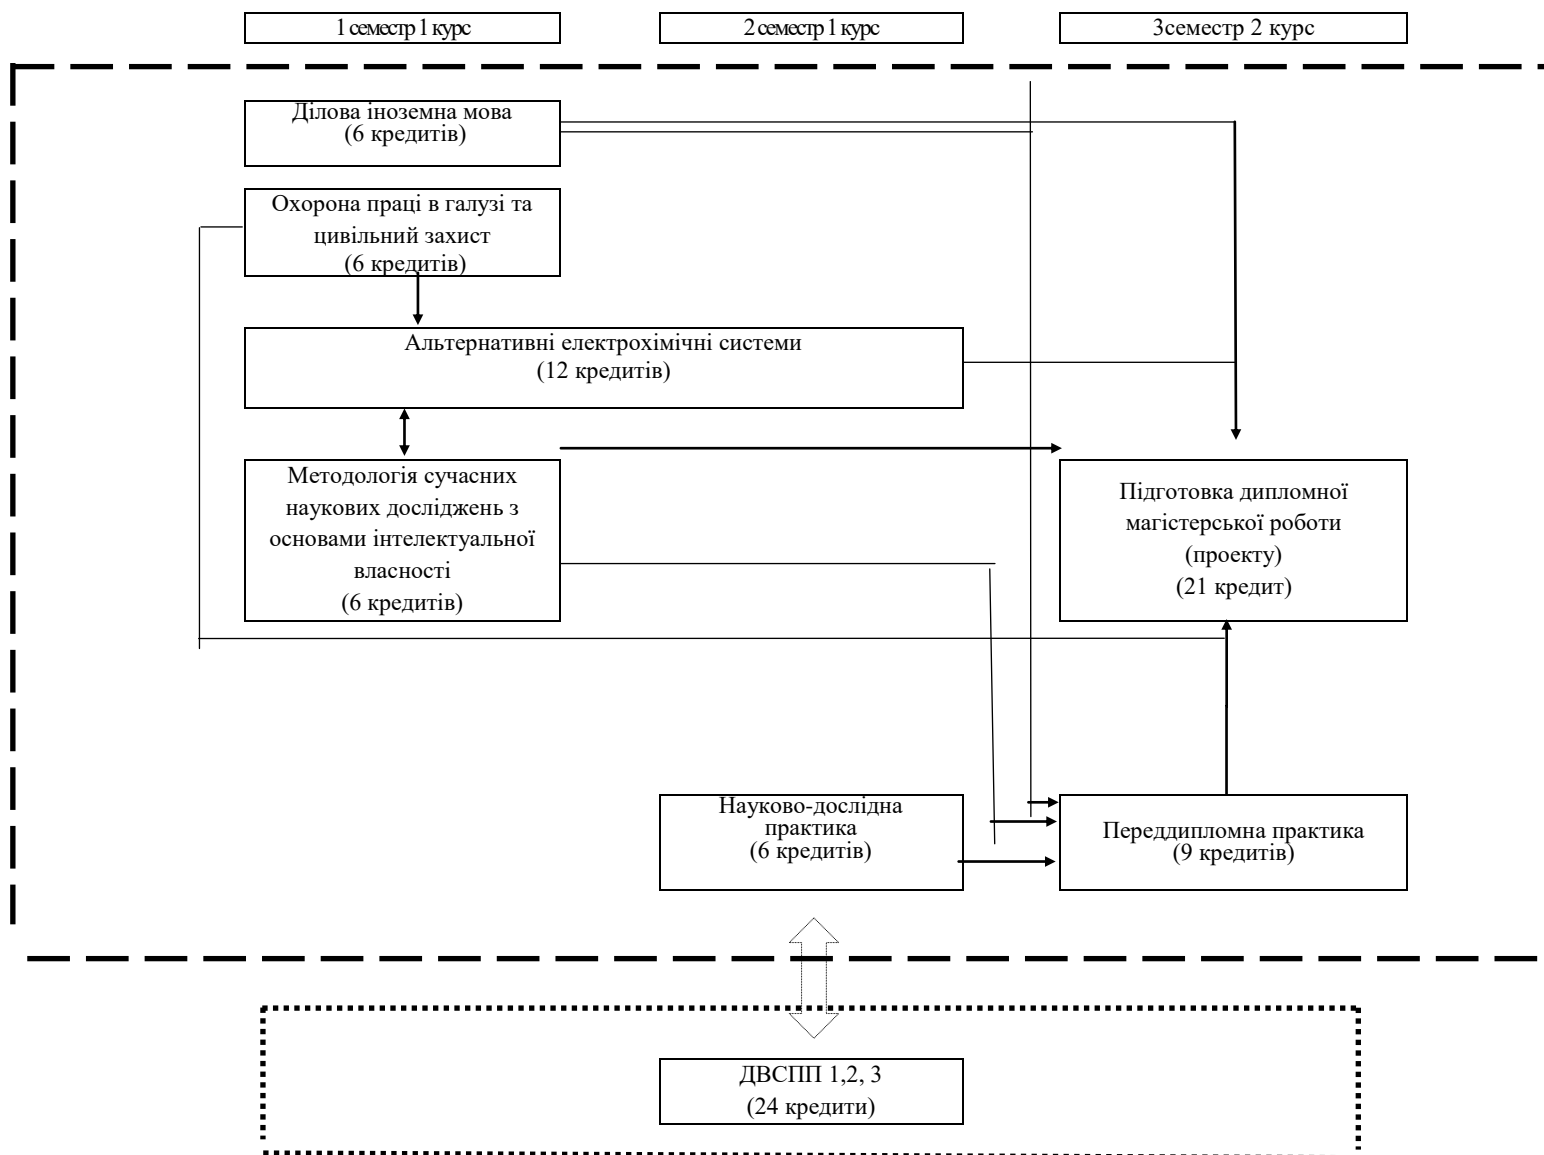 1 семестр 1 курс
2 семестр 1 курс
3семестр 2 курс
Ділова іноземна мова
(6 кредитів)
Охорона праці в галузі та
цивільний захист
(6 кредитів)
Альтернативні електрохімічні системи
(12 кредитів)
Методологія сучасних
наукових досліджень з
основами інтелектуальної
власності
(6 кредитів)
Підготовка дипломної
магістерської роботи
(проекту)
(21 кредит)
Науково-дослідна
практика
(6 кредитів)
Переддипломна практика
(9 кредитів)
ДВСПП 1,2, 3
(24 кредити)